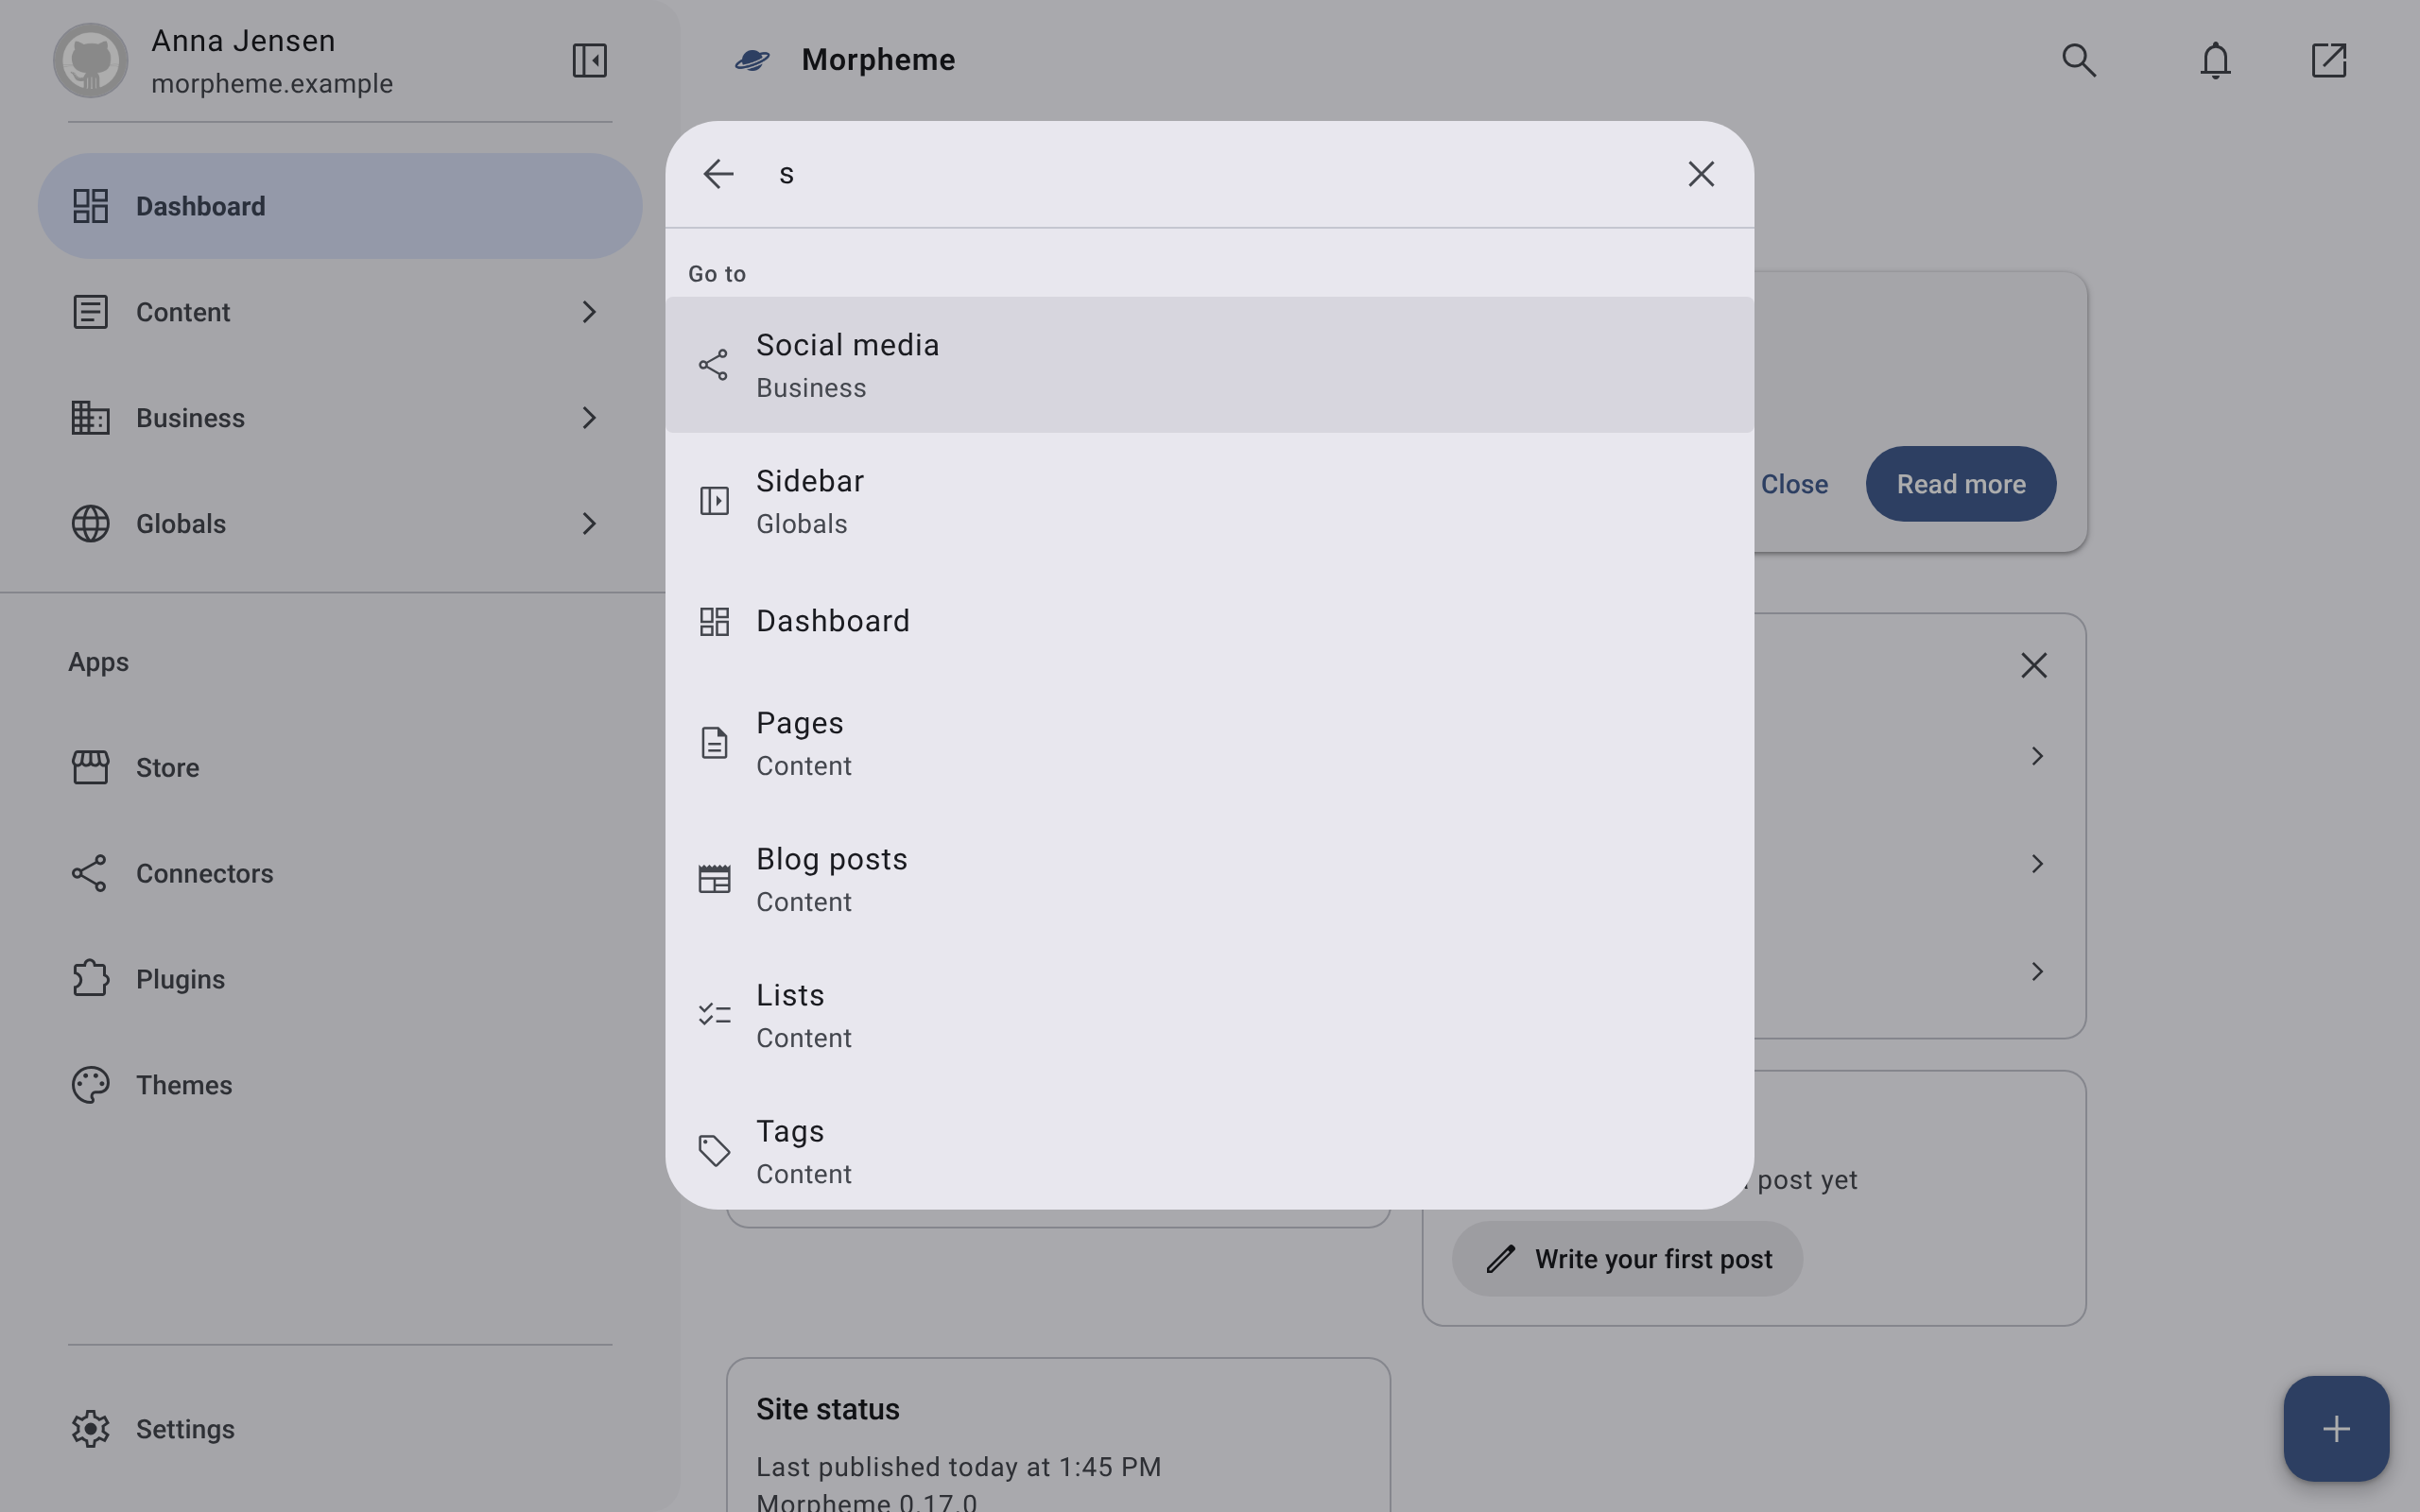 Anna Jensen
morpheme.example
Dashboard
Content
Business
Globals
Apps
Store
Connectors
Plugins
Themes
Settings
Morpheme
s
Go to
Social media
Business
Sidebar
Globals
Dashboard
Pages
Content
Blog posts
Content
Lists
Content
Tags
Content
Close
Read more
post yet
Write your first post
Site status
Last published today at 1:45 PM
Morpheme 0.17.0